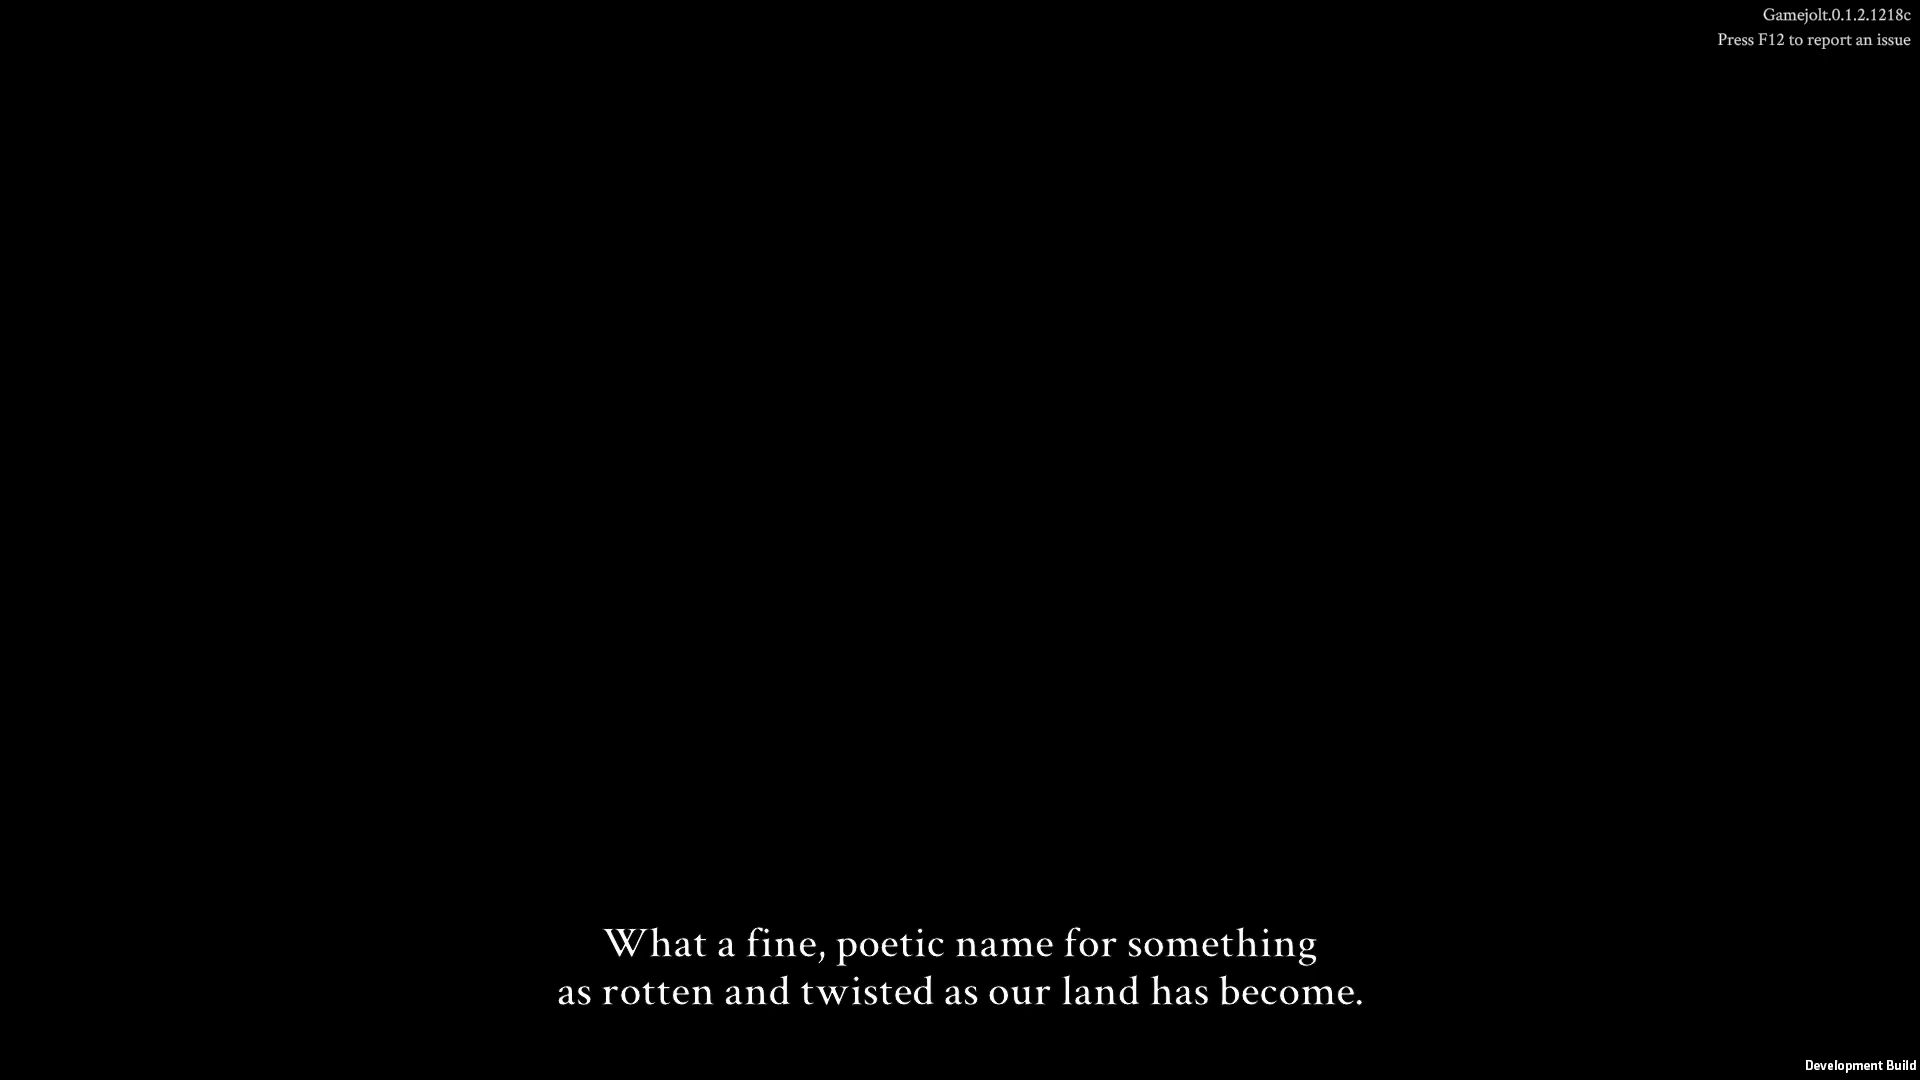 Gamejolt.0.1.2.1218c
Press F12 to report an issue
What a fine, poetic name for something
as rotten and twisted as our land has become.
Development Build